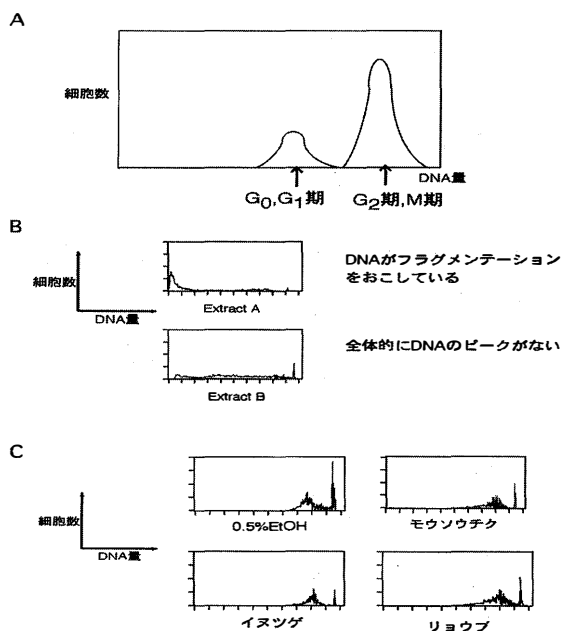 A
細胞数
DNA量
G0,G1期
G2期,M期
B
細胞数
DNA量
Extract A
DNAがフラグメンテーション
をおこしている
Extract B
全体的にDNAのピークがない
C
細胞数
DNA量
0.5%EtOH
モウソウチク
イヌツゲ
リョウブ